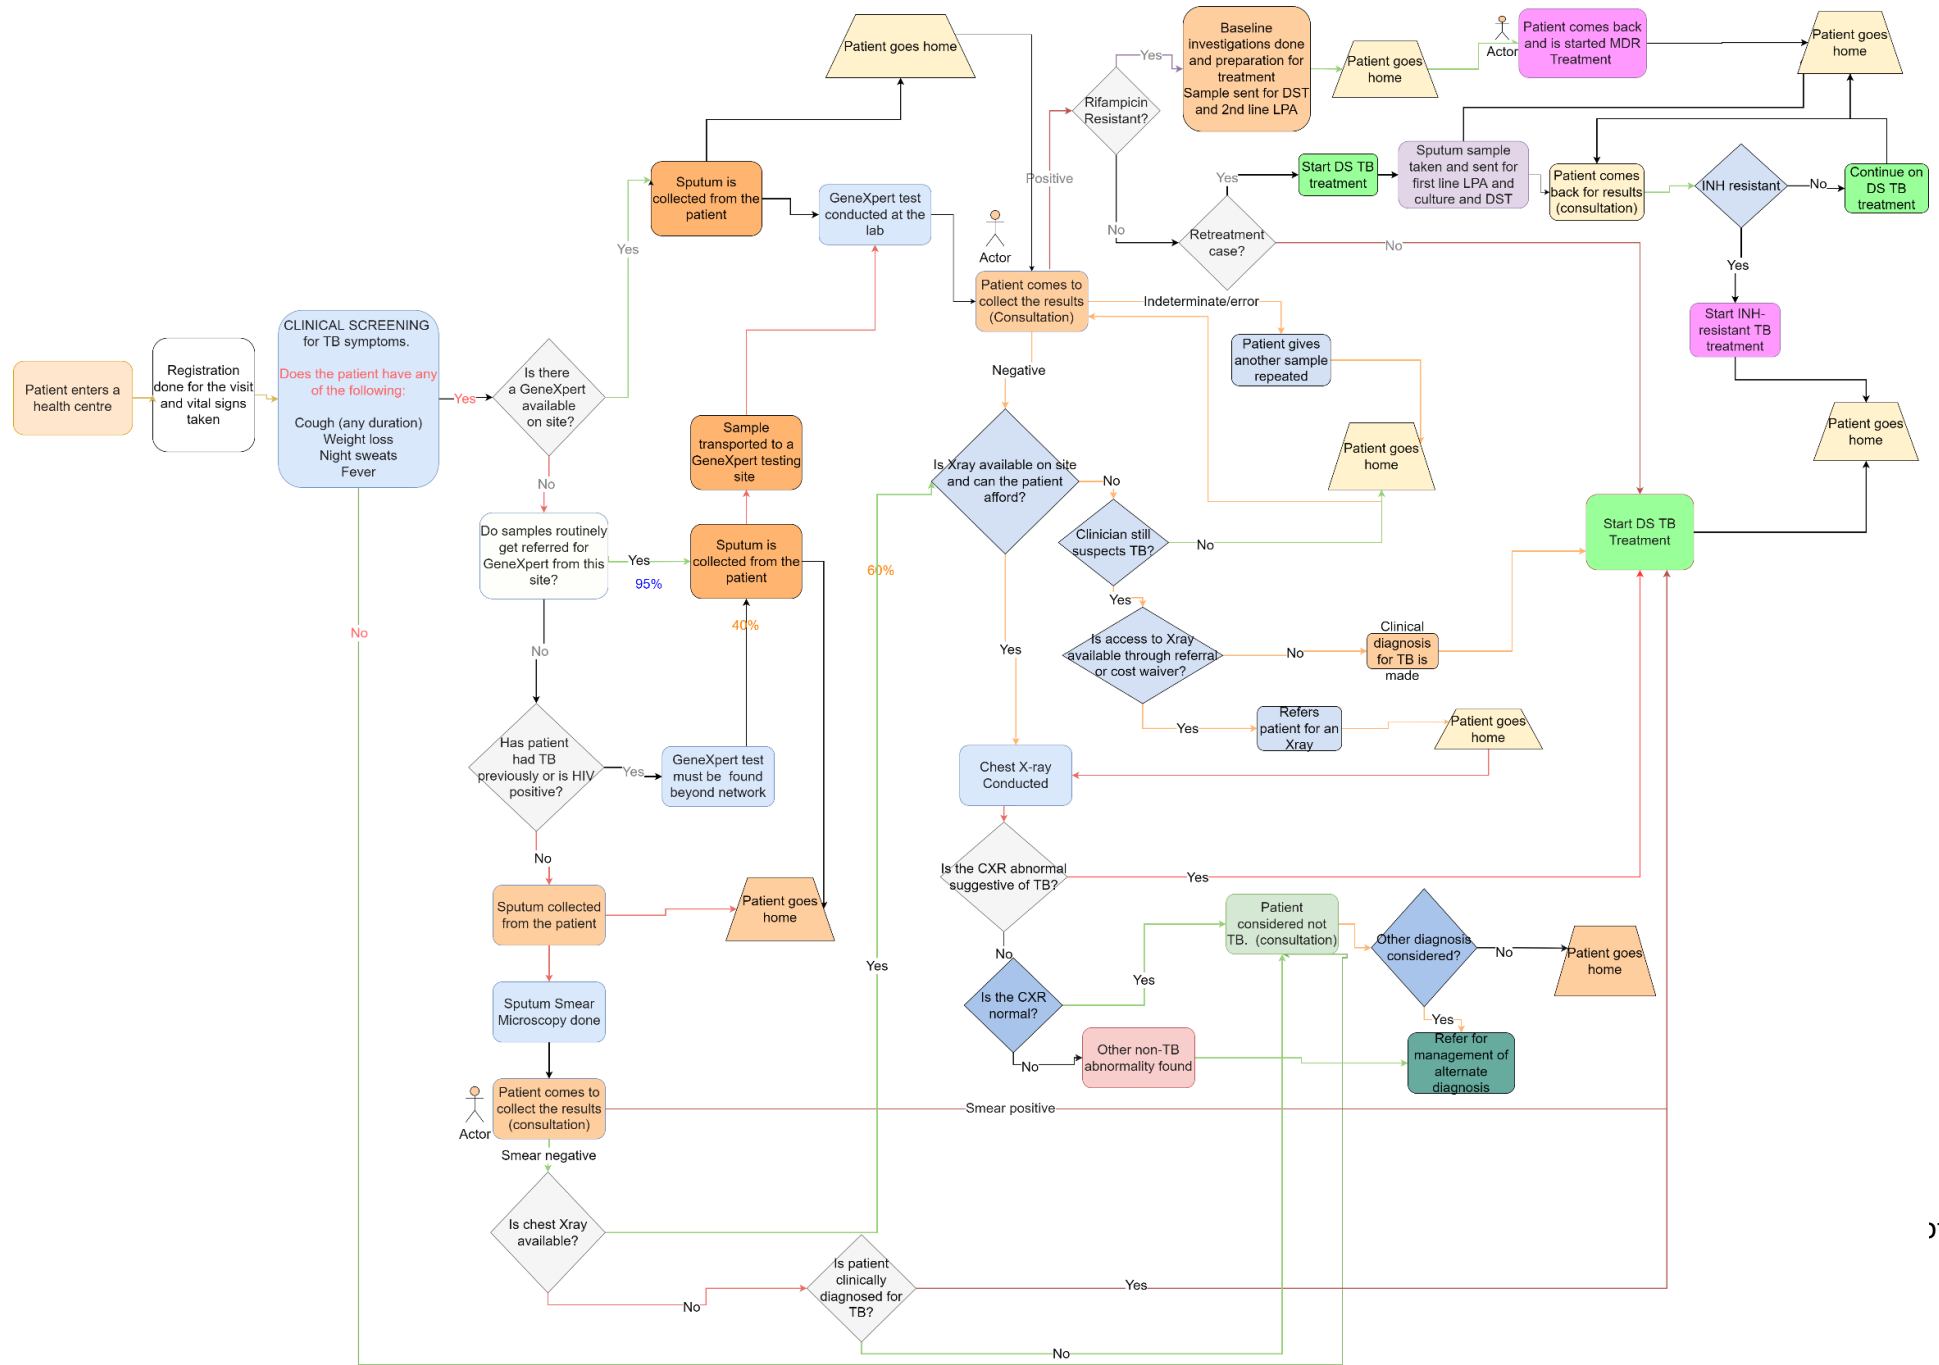 Patient enters a
health centre
Registration
done for the visit
and vital signs
taken
CLINICAL SCREENING
for TB symptoms.
Does the patient have any
of the following:
Cough (any duration)
Weight loss
Night sweats
Fever
Yes
No
Is there
a GeneXpert
available
on site?
Yes
No
Sputum is
collected from the
patient
Patient goes home
GeneXpert test
conducted at the
lab
Sample
transported to a
GeneXpert testing
site
Do samples routinely
get referred for
GeneXpert from this
site?
Yes
95%
Sputum is
collected from the
patient
40%
No
Has patient
had TB
previously or is HIV
positive?
Yes
GeneXpert test
must be found
beyond network
No
Sputum collected
from the patient
Patient goes
home
Sputum Smear
Microscopy done
Actor
Patient comes to
collect the results
(consultation)
Smear positive
Smear negative
Is chest Xray
available?
Yes
60%
No
Is patient
clinically
diagnosed for
TB?
Yes
No
Actor
Patient comes to
collect the results
(Consultation)
Positive
Indeterminate/error
Negative
Patient gives
another sample
repeated
Patient goes
home
Rifampicin
Resistant?
Yes
No
Baseline
investigations done
and preparation for
treatment
Sample sent for DST
and 2nd line LPA
Patient goes
home
Actor
Patient comes back
and is started MDR
Treatment
Patient goes
home
Retreatment
case?
Yes
No
Start DS TB
treatment
Sputum sample
taken and sent for
first line LPA and
culture and DST
Patient comes
back for results
(consultation)
INH resistant
No
Continue on
DS TB
treatment
Yes
Start INH-
resistant TB
treatment
Patient goes
home
Start DS TB
Treatment
Is Xray available on site
and can the patient
afford?
No
Yes
Clinician still
suspects TB?
No
Yes
Is access to Xray
available through referral
or cost waiver?
No
Clinical
diagnosis
for TB is
made
Yes
Refers
patient for an
Xray
Patient goes
home
Chest X-ray
Conducted
Is the CXR abnormal
suggestive of TB?
Yes
No
Is the CXR
normal?
Yes
No
Patient
considered not
TB. (consultation)
Other diagnosis
considered?
No
Patient goes
home
Yes
Other non-TB
abnormality found
Refer for
management of
alternate
diagnosis